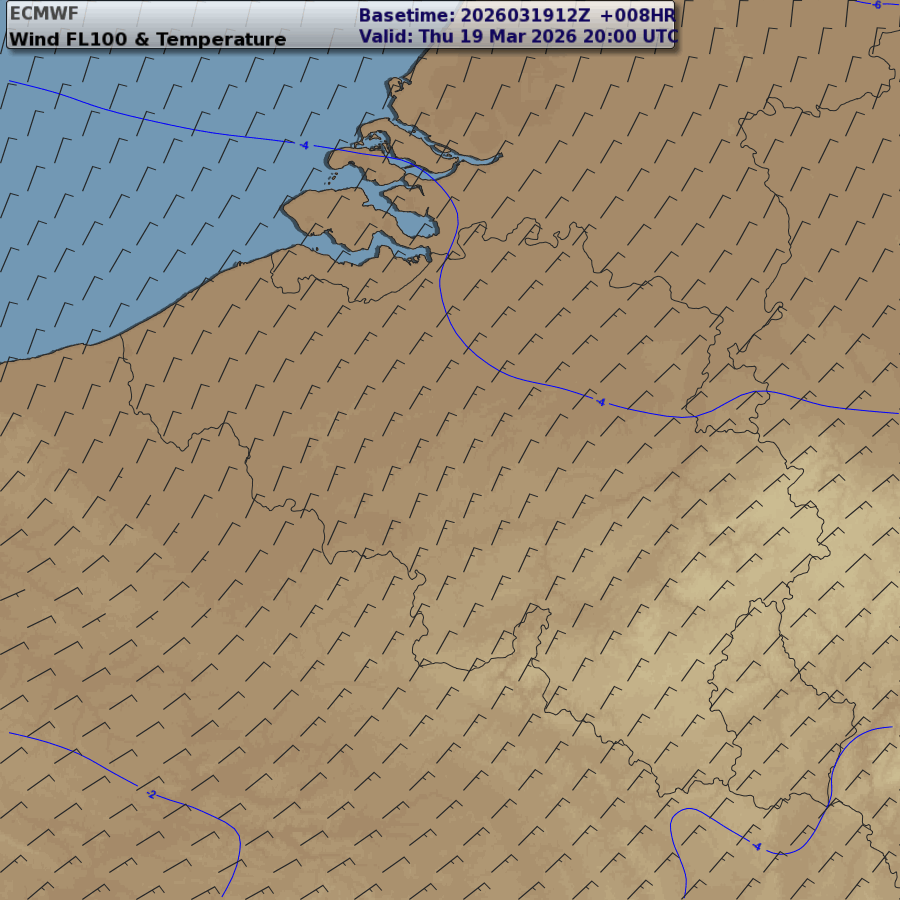 ECMWF
Basetime: 2026031912Z +008HR
Wind FL100 & Temperature
Valid: Thu 19 Mar 2026 20:00 UTC
-6
-4
-4
-2
-4